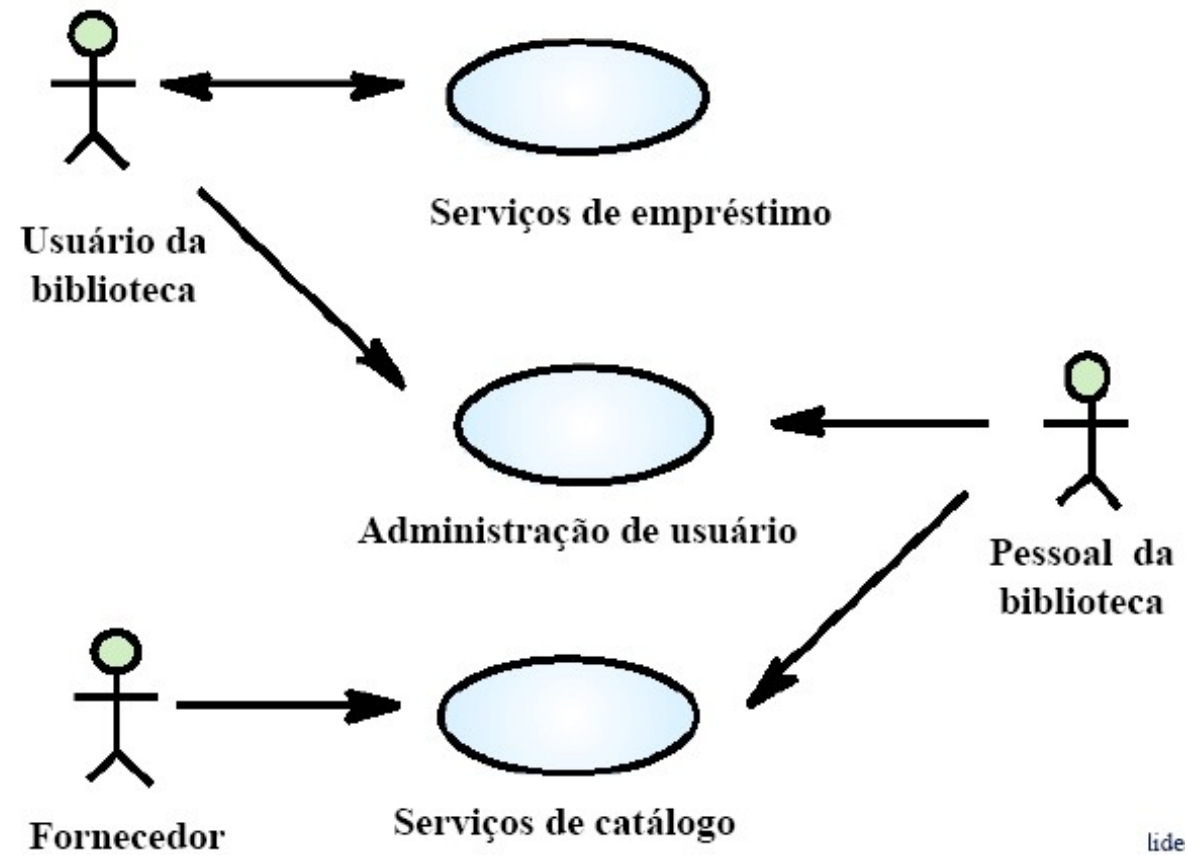 Serviços de empréstimo
Usuário da
biblioteca
Administração de usuário
Pessoal da
biblioteca
Serviços de catálogo
Fornecedor
lide